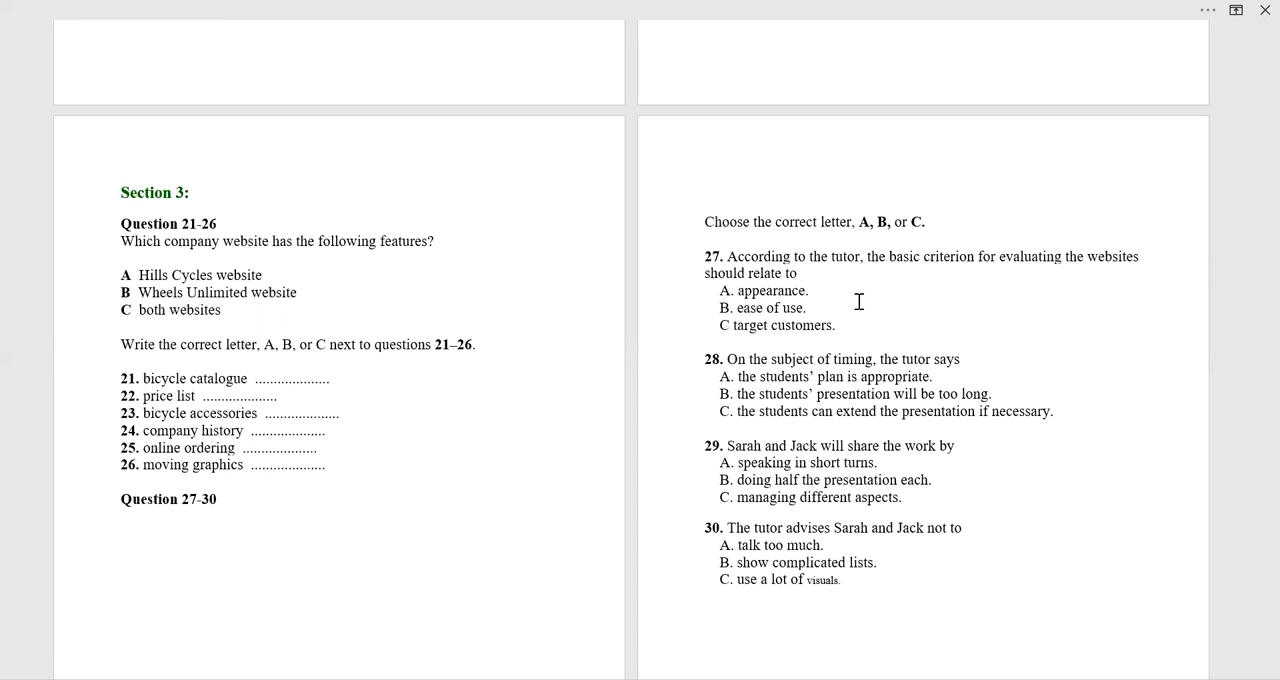 Section 3:
Question 21-26
Which company website has the following features?
A Hills Cycles website
B Wheels Unlimited website
C both websites
Write the correct letter, A, B, or C next to questions 21–26.
21. bicycle catalogue ....................
22. price list ....................
23. bicycle accessories ....................
24. company history ....................
25. online ordering ....................
26. moving graphics ....................
Question 27-30
Choose the correct letter, A, B, or C.
27. According to the tutor, the basic criterion for evaluating the websites
should relate to
A. appearance.
B. ease of use.
C target customers.
28. On the subject of timing, the tutor says
A. the students’ plan is appropriate.
B. the students’ presentation will be too long.
C. the students can extend the presentation if necessary.
29. Sarah and Jack will share the work by
A. speaking in short turns.
B. doing half the presentation each.
C. managing different aspects.
30. The tutor advises Sarah and Jack not to
A. talk too much.
B. show complicated lists.
C. use a lot of visuals.